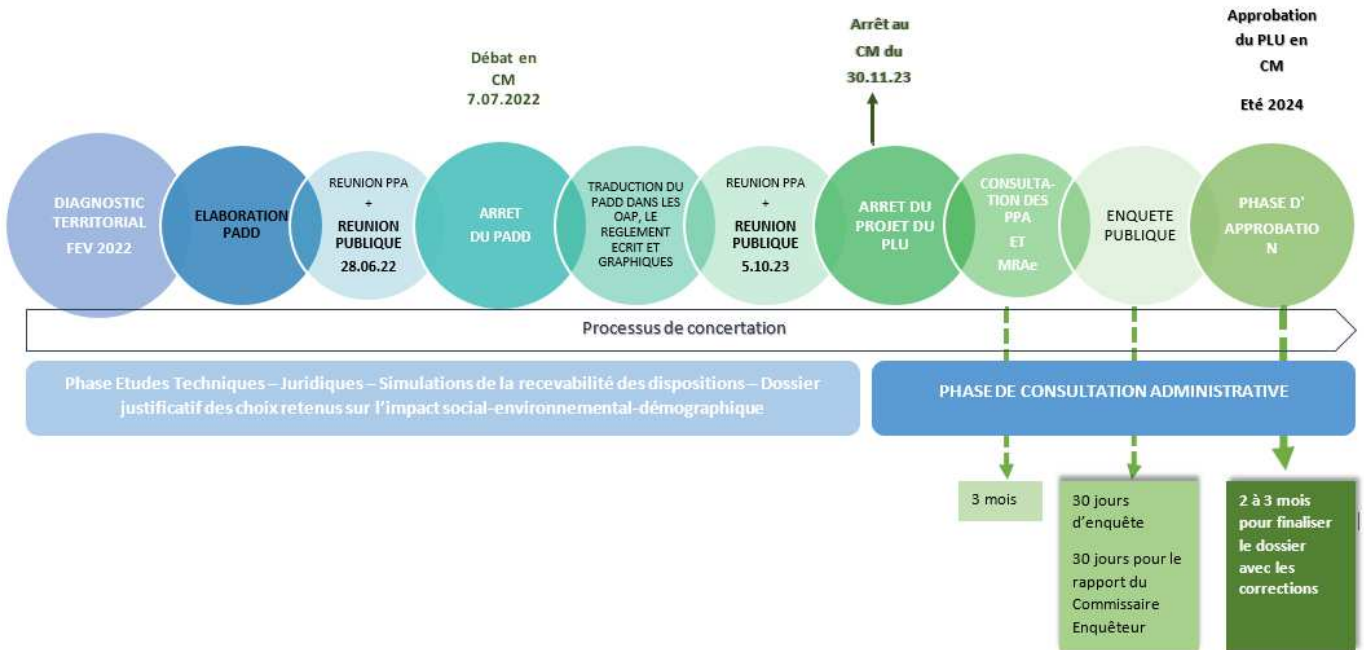 Débat en
CM
7.07.2022
Arrêt au
CM du
30.11.23
Approbation
du PLU en
CM
Eté 2024
DIAGNOSTIC
TERRITORIAL
FEV 2022
ELABORATION
PADD
REUNION PPA
+
REUNION
PUBLIQUE
28.06.22
ARRET
DU PADD
TRADUCTION DU
PADD DANS LES
OAP, LE
REGLEMENT
ECRIT ET
GRAPHIQUES
REUNION PPA
+
REUNION
PUBLIQUE
5.10.23
ARRET DU
PROJET DU
PLU
CONSULTA-
TION DES
PPA
ET
MRAe
ENQUETE
PUBLIQUE
PHASE D'
APPROBATIO
N
Processus de concertation
Phase Etudes Techniques – Juridiques – Simulations de la recevabilité des dispositions – Dossier
justificatif des choix retenus sur l'impact social-environnemental-démographique
PHASE DE CONSULTATION ADMINISTRATIVE
3 mois
30 jours
d'enquête
30 jours pour le
rapport du
Commissaire
Enquêteur
2 à 3 mois
pour finaliser
le dossier
avec les
corrections